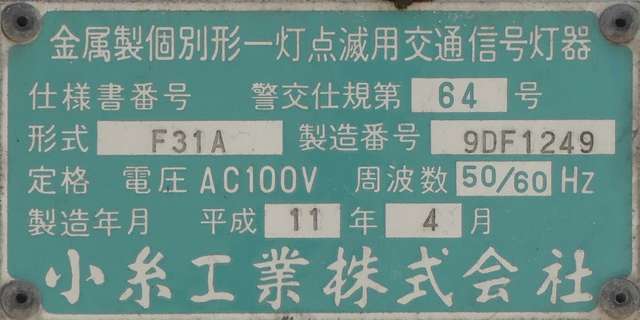 金属製個別形一灯点滅用交通信号灯器
仕様書番号 警交仕規第 64 号
形式 F31A 製造番号 9DF1249
定格 電圧 AC100V 周波数 50/60 Hz
製造年月 平成 11 年 4 月
小糸工業株式会社